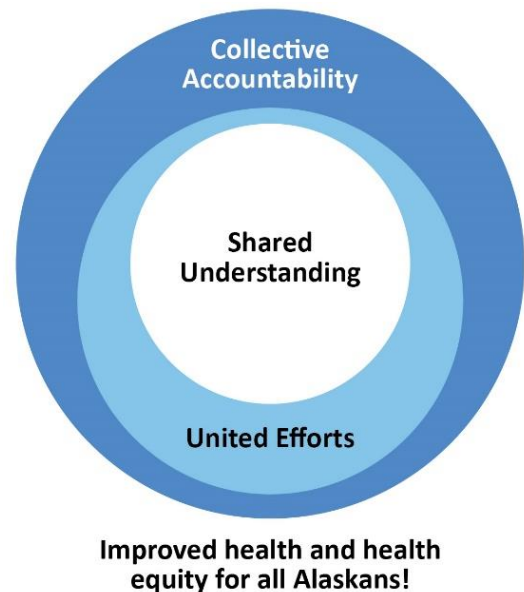 Collective
Accountability
Shared
Understanding
United Efforts
Improved health and health
equity for all Alaskans!